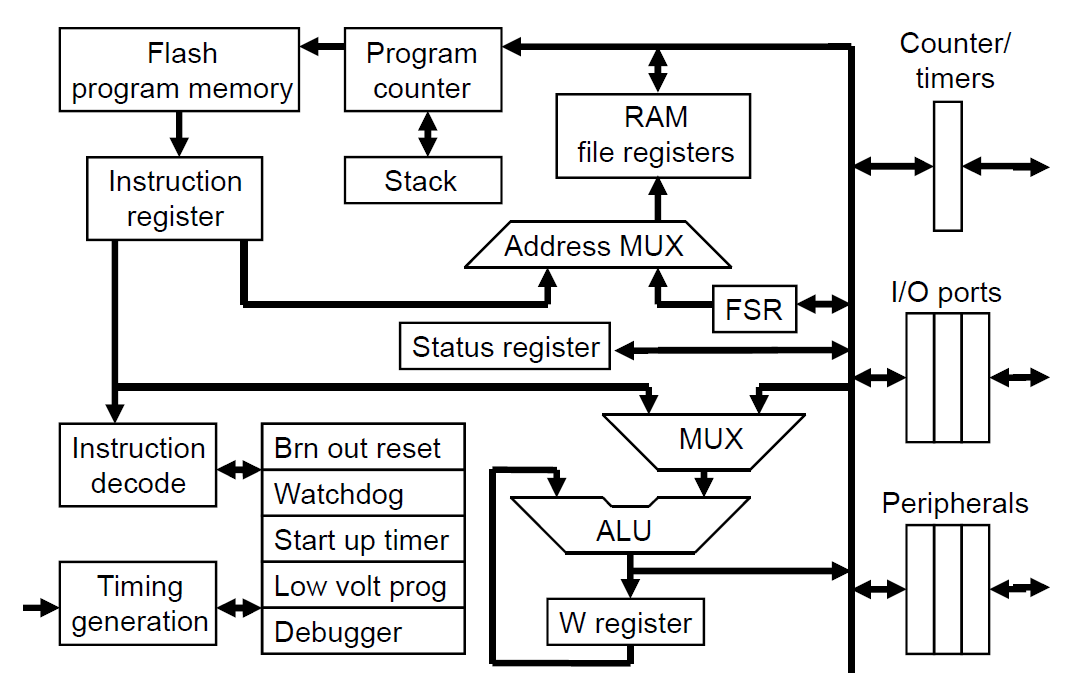 Flash
program memory
Program
counter
Counter/
timers
RAM
file registers
Instruction
register
Stack
Address MUX
I/O ports
FSR
Status register
MUX
Instruction
decode
Brn out reset
Watchdog
Start up timer
Low volt prog
Debugger
Peripherals
ALU
Timing
generation
W register